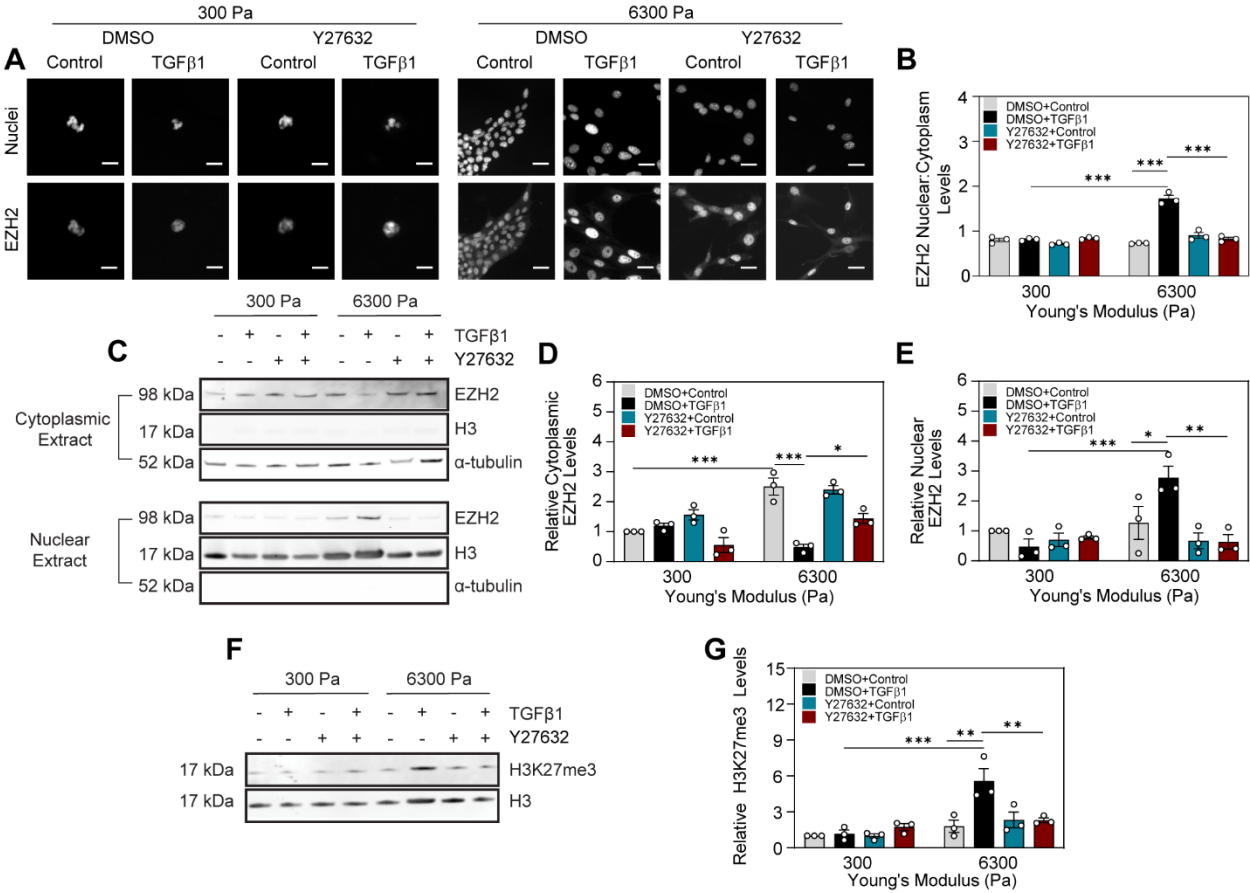 300 Pa
6300 Pa
DMSO
Y27632
DMSO
Y27632
A
Control
TGFβ1
Control
TGFβ1
Control
TGFβ1
Control
TGFβ1
Nuclei
EZH2
B
EZH2 Nuclear:Cytoplasm
Levels
4
3
2
1
0
DMSO+Control
DMSO+TGFβ1
Y27632+Control
Y27632+TGFβ1
***
***
***
300
6300
Young's Modulus (Pa)
C
300 Pa
6300 Pa
- + - + - + - + TGFβ1
- - + + - - + + Y27632
Cytoplasmic
Extract
98 kDa
EZH2
17 kDa
H3
52 kDa
α-tubulin
Nuclear
Extract
98 kDa
EZH2
17 kDa
H3
52 kDa
α-tubulin
D
Relative Cytoplasmic
EZH2 Levels
6
5
4
3
2
1
0
DMSO+Control
DMSO+TGFβ1
Y27632+Control
Y27632+TGFβ1
***
***
*
300
6300
Young's Modulus (Pa)
E
Relative Nuclear
EZH2 Levels
6
5
4
3
2
1
0
DMSO+Control
DMSO+TGFβ1
Y27632+Control
Y27632+TGFβ1
***
*
**
300
6300
Young's Modulus (Pa)
F
300 Pa
6300 Pa
- + - + - + - + TGFβ1
- - + + - - + + Y27632
17 kDa
H3K27me3
17 kDa
H3
G
Relative H3K27me3 Levels
15
12
9
6
3
0
DMSO+Control
DMSO+TGFβ1
Y27632+Control
Y27632+TGFβ1
***
**
**
300
6300
Young's Modulus (Pa)